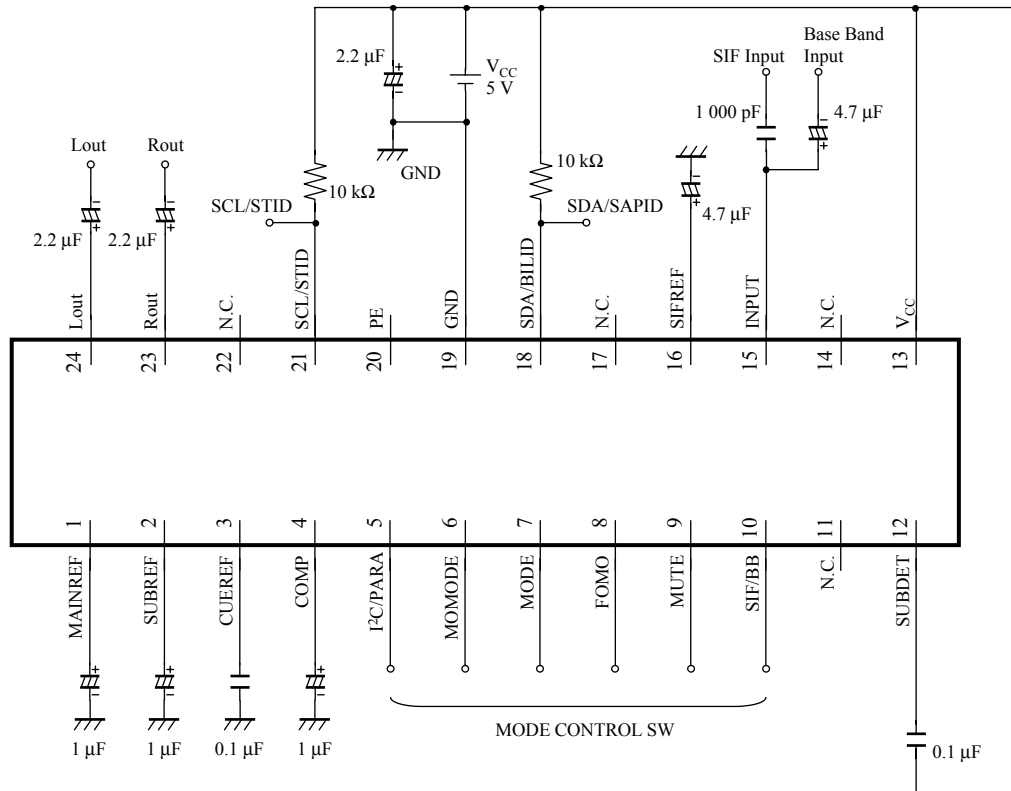 Base Band
Input
SIF Input
2.2 µF
+
−
VCC
5 V
1 000 pF
−
+
4.7 µF
Lout
Rout
10 kΩ
GND
10 kΩ
−
+
4.7 µF
SCL/STID
SDA/SAPID
−
+
2.2 µF
−
+
2.2 µF
Lout
Rout
N.C.
SCL/STID
PE
GND
SDA/BILID
N.C.
SIFREF
INPUT
N.C.
VCC
24
23
22
21
20
19
18
17
16
15
14
13
1
2
3
4
5
6
7
8
9
10
11
12
MAINREF
SUBREF
CUEREF
COMP
I²C/PARA
MOMODE
MODE
FOMO
MUTE
SIF/BB
N.C.
SUBDET
+
−
+
−
+
−
1 µF
1 µF
0.1 µF
1 µF
MODE CONTROL SW
0.1 µF